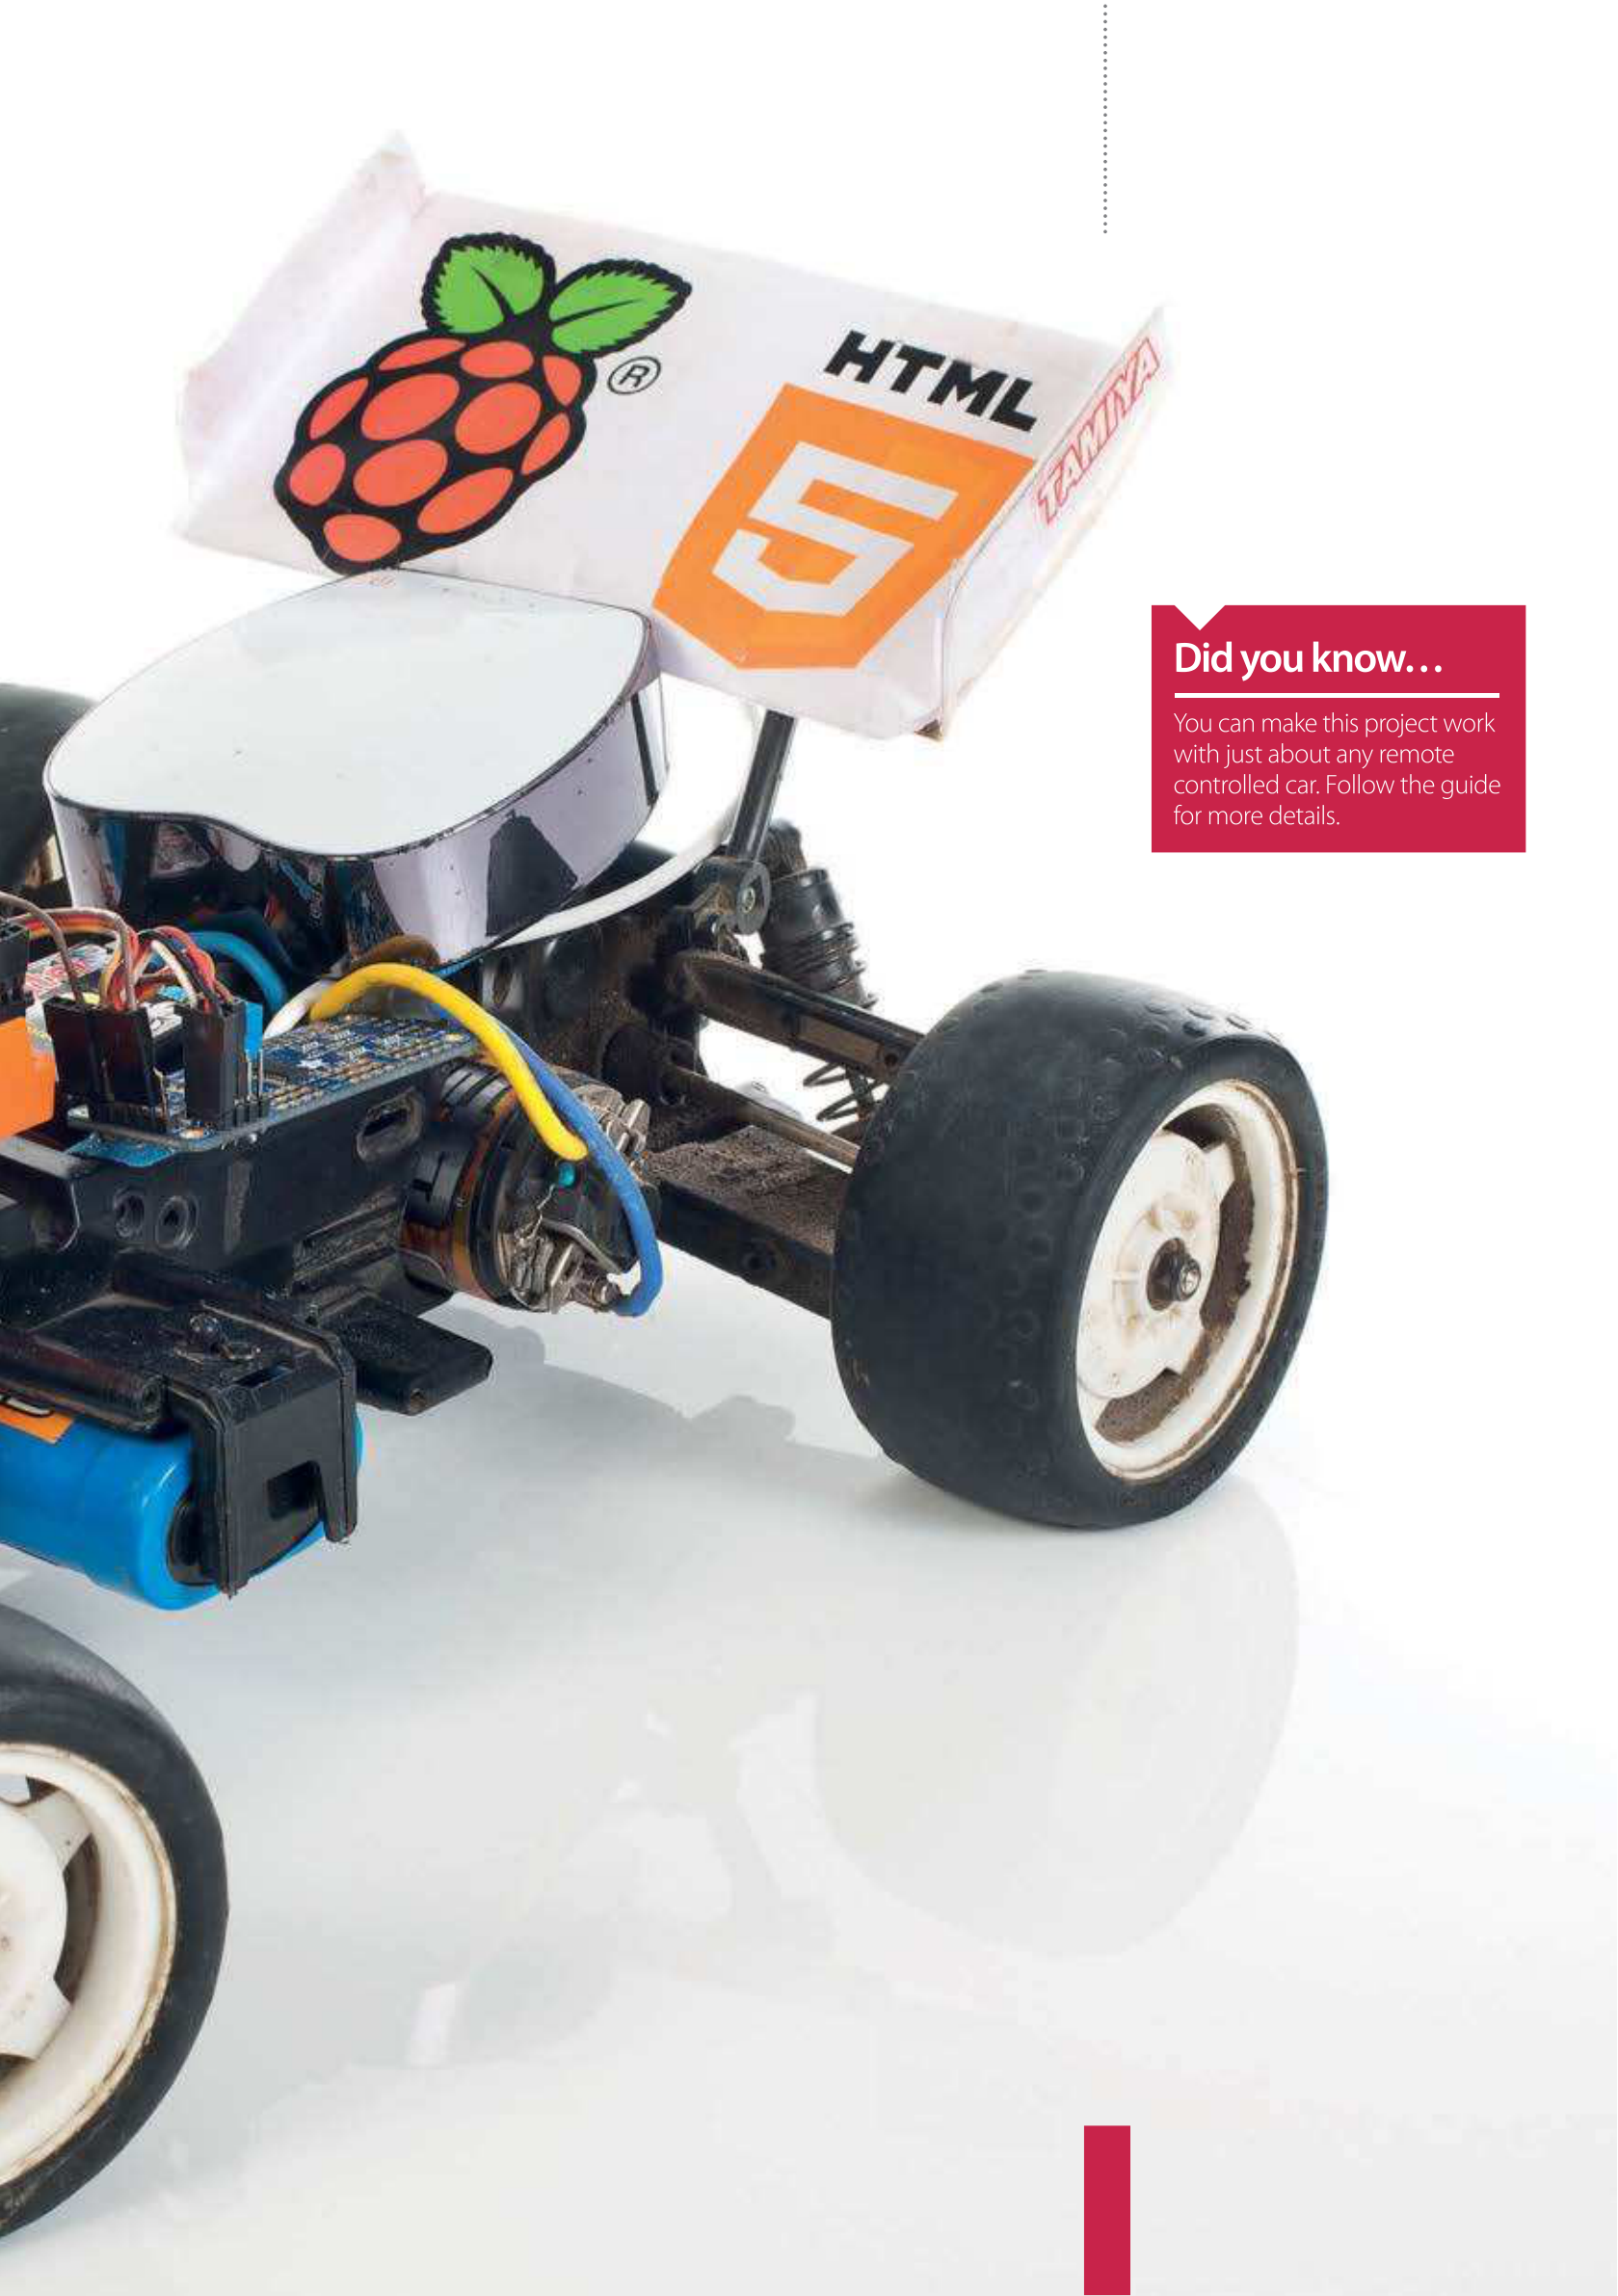 ®
HTML
5
TAMIYA
Did you know…
You can make this project work
with just about any remote
controlled car. Follow the guide
for more details.